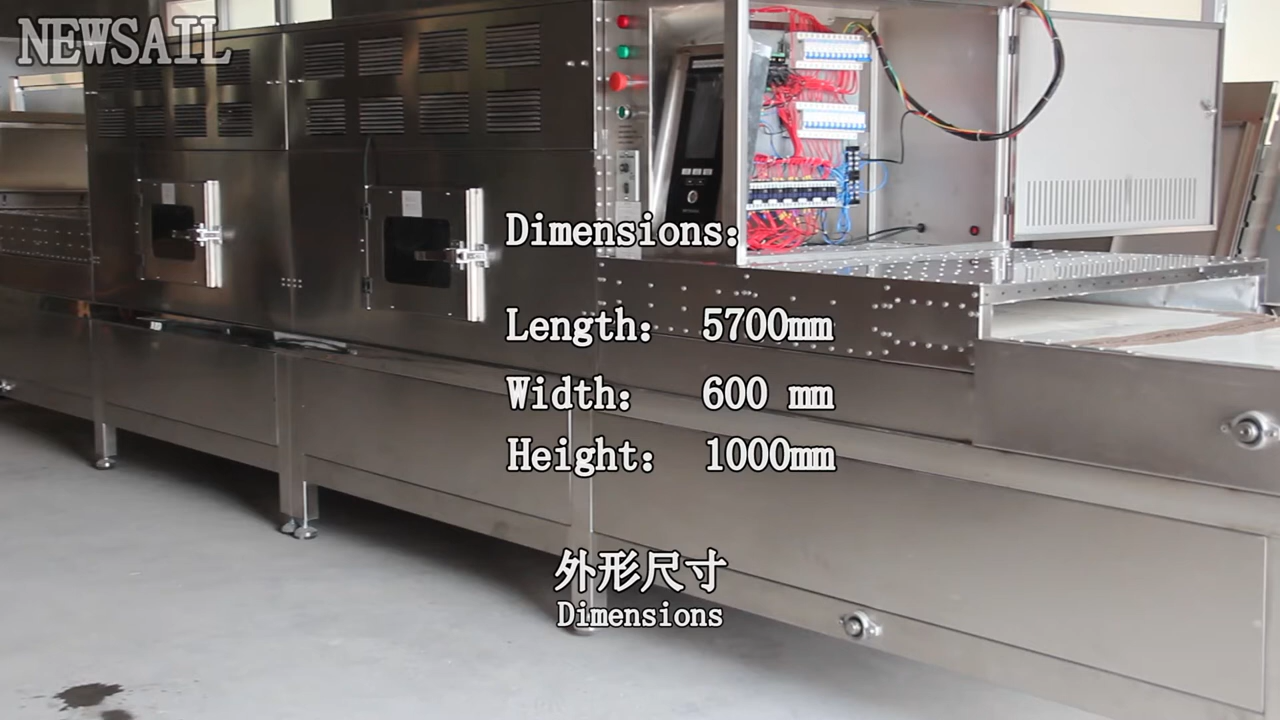 NEWSAIL
Dimensions：
Length： 5700mm
Width： 600 mm
Height： 1000mm
外形尺寸
Dimensions